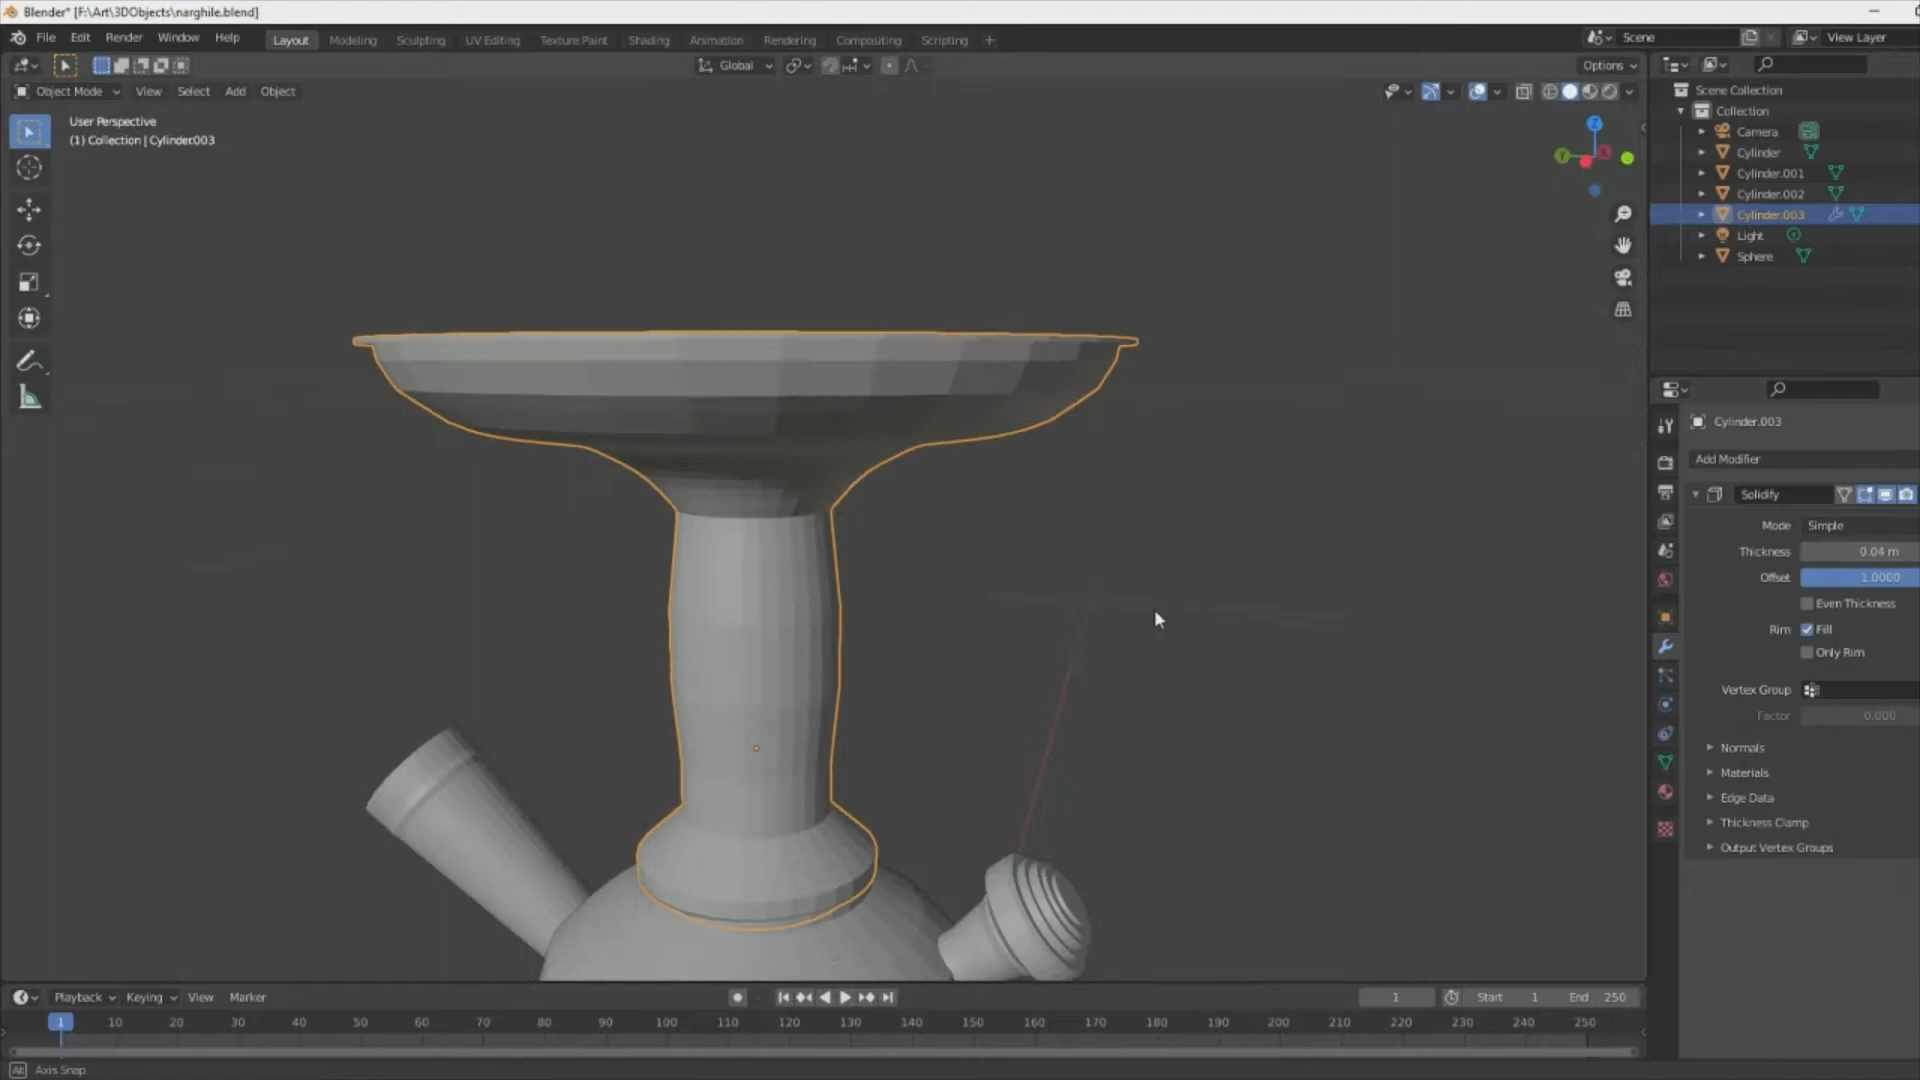 Blender* [F:\Art\3DObjects\narghile.blend]
File Edit Render Window Help Layout Modeling Sculpting UV Editing Texture Paint Shading Animation Rendering Compositing Scripting + Scene View Layer
Global Options
Object Mode View Select Add Object
User Perspective
(1) Collection | Cylinder.003
Z
Y
X
Scene Collection
Collection
Camera
Cylinder
Cylinder.001
Cylinder.002
Cylinder.003
Light
Sphere
Cylinder.003
Add Modifier
Solidify
Mode Simple
Thickness 0.04 m
Offset 1.0000
Even Thickness
Rim Fill
Only Rim
Vertex Group
Factor 0.000
Normals
Materials
Edge Data
Thickness Clamp
Output Vertex Groups
Playback Keying View Marker 1 Start 1 End 250
1 10 20 30 40 50 60 70 80 90 100 110 120 130 140 150 160 170 180 190 200 210 220 230 240 250
Alt Axis Snap